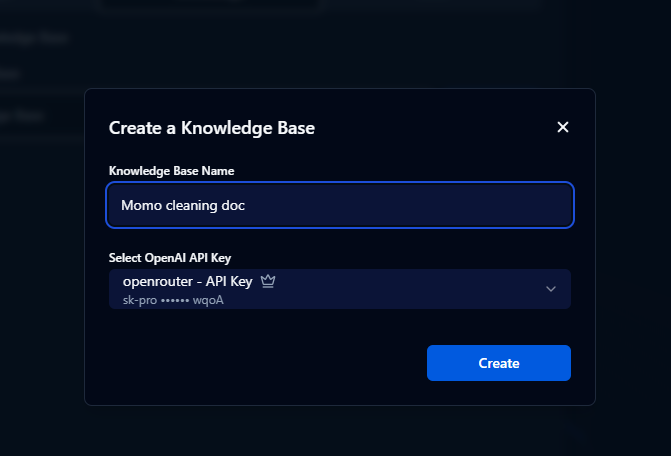 Create a Knowledge Base
Knowledge Base Name
Momo cleaning doc
Select OpenAI API Key
openrouter - API Key
sk-pro •••••• wqoA
Create